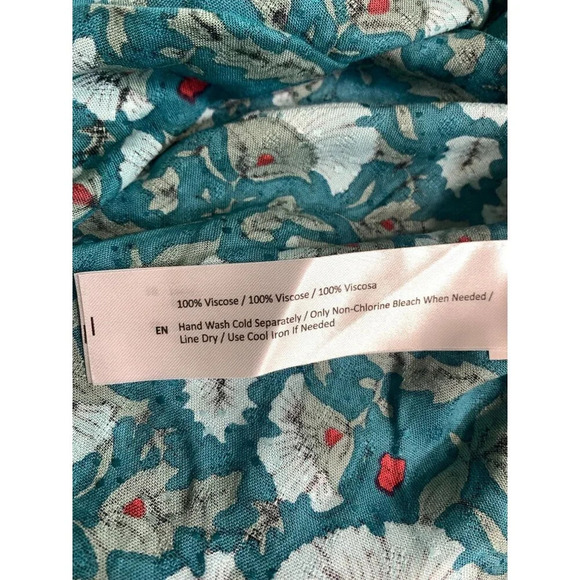 100% Viscose / 100% Viscose / 100% Viscosa
EN Hand Wash Cold Separately / Only Non-Chlorine Bleach When Needed /
Line Dry / Use Cool Iron If Needed